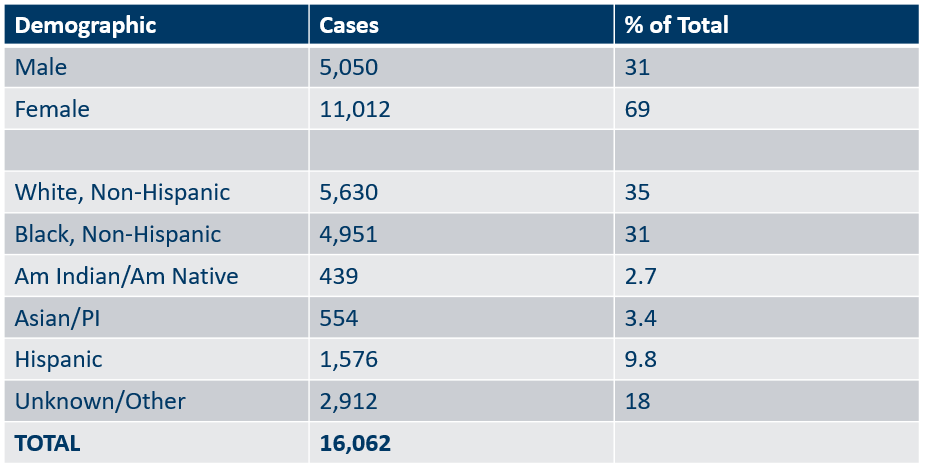 Demographic Cases % of Total
Male 5,050 31
Female 11,012 69
White, Non-Hispanic 5,630 35
Black, Non-Hispanic 4,951 31
Am Indian/Am Native 439 2.7
Asian/PI 554 3.4
Hispanic 1,576 9.8
Unknown/Other 2,912 18
TOTAL 16,062